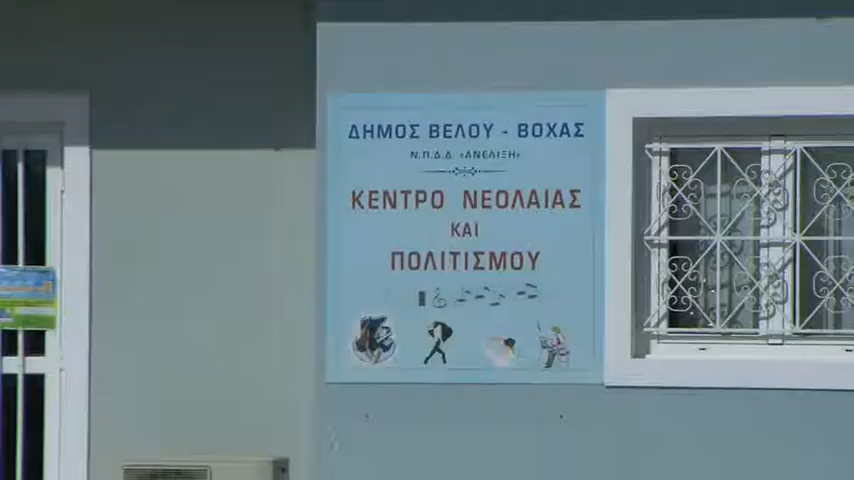 ΔΗΜΟΣ ΒΕΛΟΥ - ΒΟΧΑΣ
Ν.Π.Δ.Δ. «ΑΝΕΛΙΞΗ»
ΚΕΝΤΡΟ ΝΕΟΛΑΙΑΣ
ΚΑΙ
ΠΟΛΙΤΙΣΜΟΥ